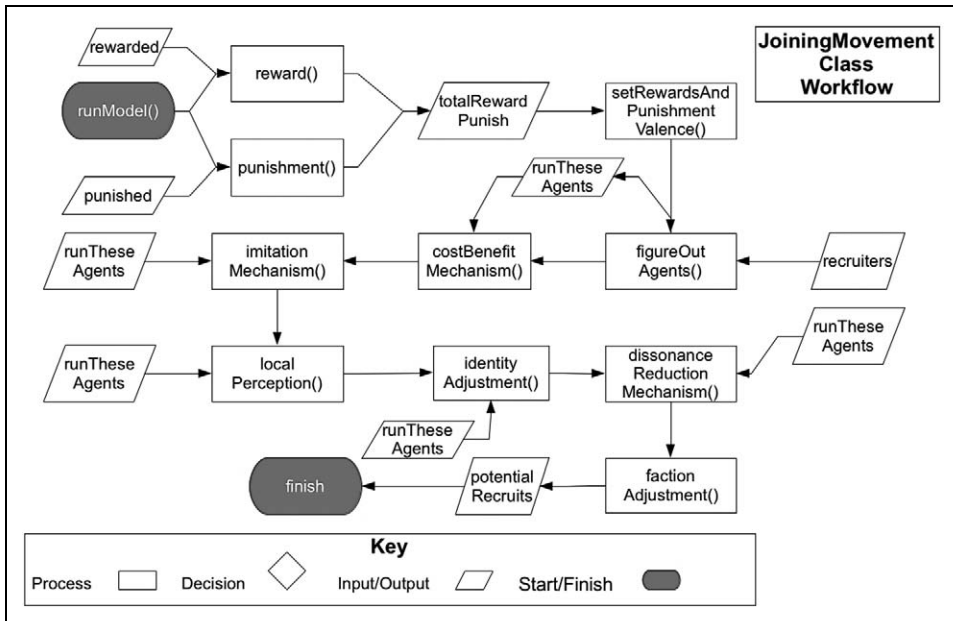 rewarded
reward()
JoiningMovement
Class
Workflow
runModel()
totalReward
Punish
setRewardsAnd
Punishment
Valence()
punishment()
punished
runThese
Agents
runThese
Agents
imitation
Mechanism()
costBenefit
Mechanism()
figureOut
Agents()
recruiters
runThese
Agents
runThese
Agents
local
Perception()
identity
Adjustment()
dissonance
Reduction
Mechanism()
runThese
Agents
finish
potential
Recruits
faction
Adjustment()
Key
Process
Decision
Input/Output
Start/Finish